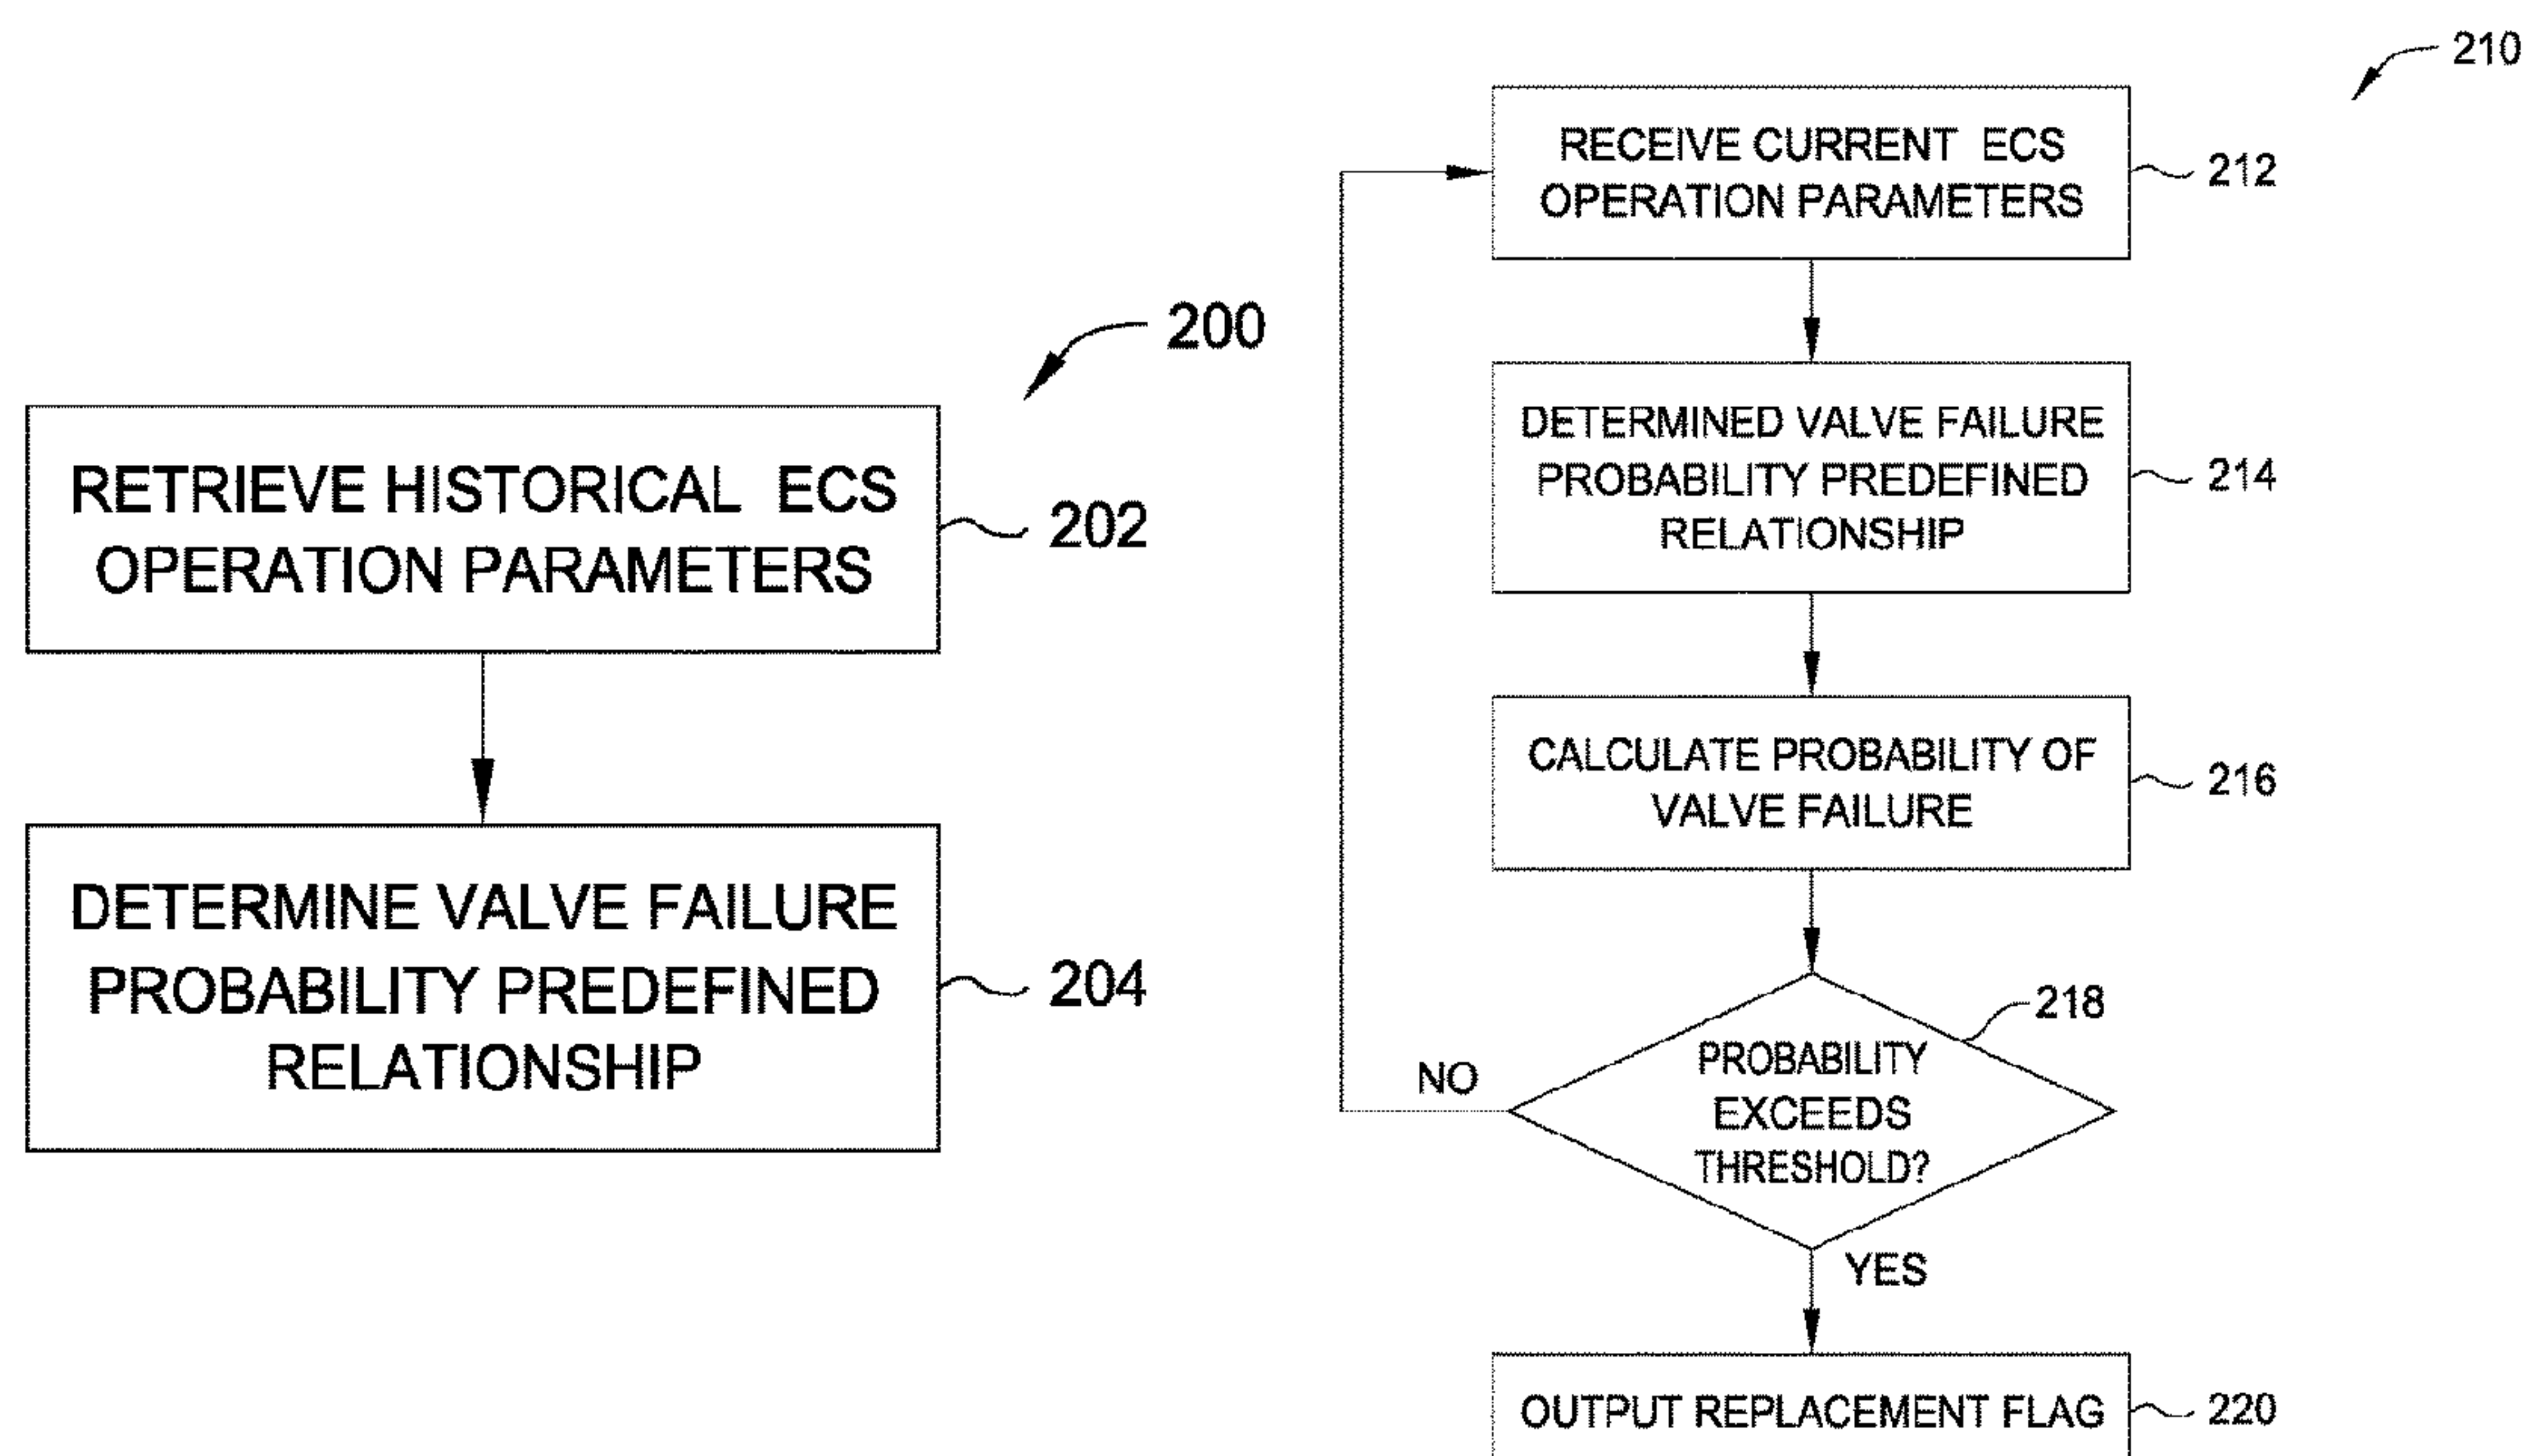 200
RETRIEVE HISTORICAL ECS
OPERATION PARAMETERS
202
DETERMINE VALVE FAILURE
PROBABILITY PREDEFINED
RELATIONSHIP
204
210
RECEIVE CURRENT ECS
OPERATION PARAMETERS
212
DETERMINED VALVE FAILURE
PROBABILITY PREDEFINED
RELATIONSHIP
214
CALCULATE PROBABILITY OF
VALVE FAILURE
216
218
PROBABILITY
EXCEEDS
THRESHOLD?
NO
YES
OUTPUT REPLACEMENT FLAG
220